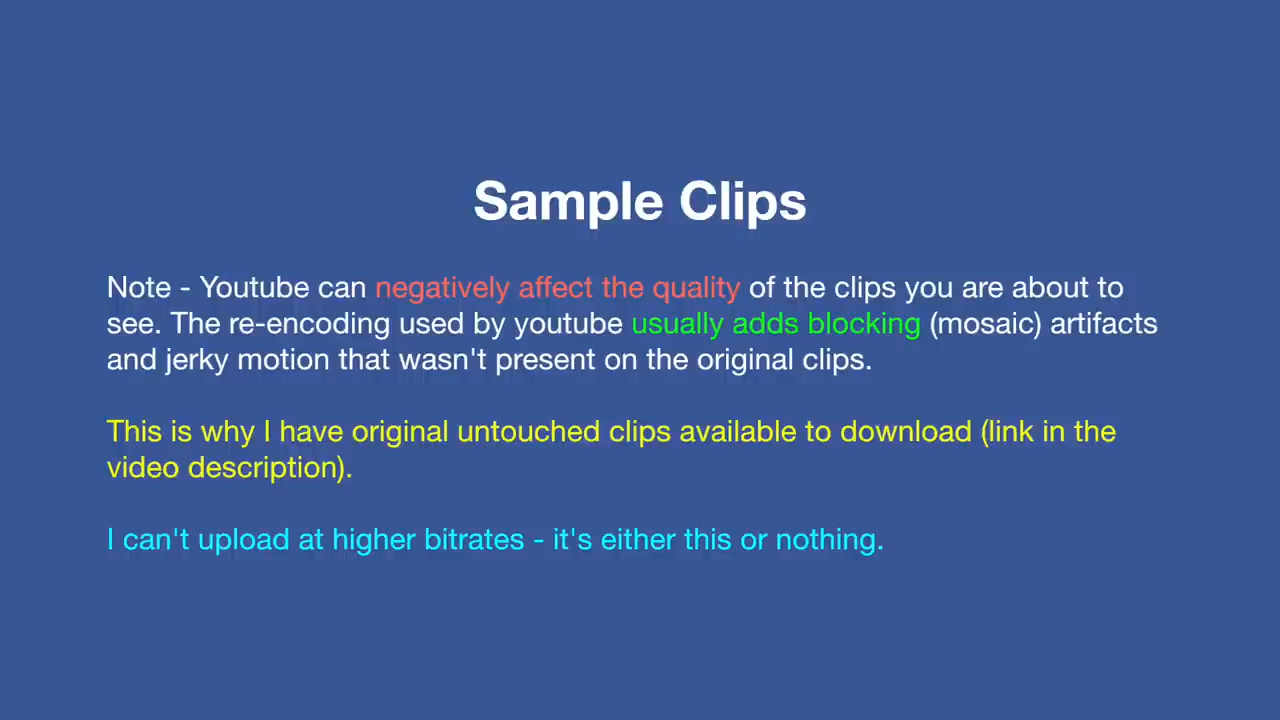 Sample Clips
Note - Youtube can negatively affect the quality of the clips you are about to
see. The re-encoding used by youtube usually adds blocking (mosaic) artifacts
and jerky motion that wasn't present on the original clips.
This is why I have original untouched clips available to download (link in the
video description).
I can't upload at higher bitrates - it's either this or nothing.